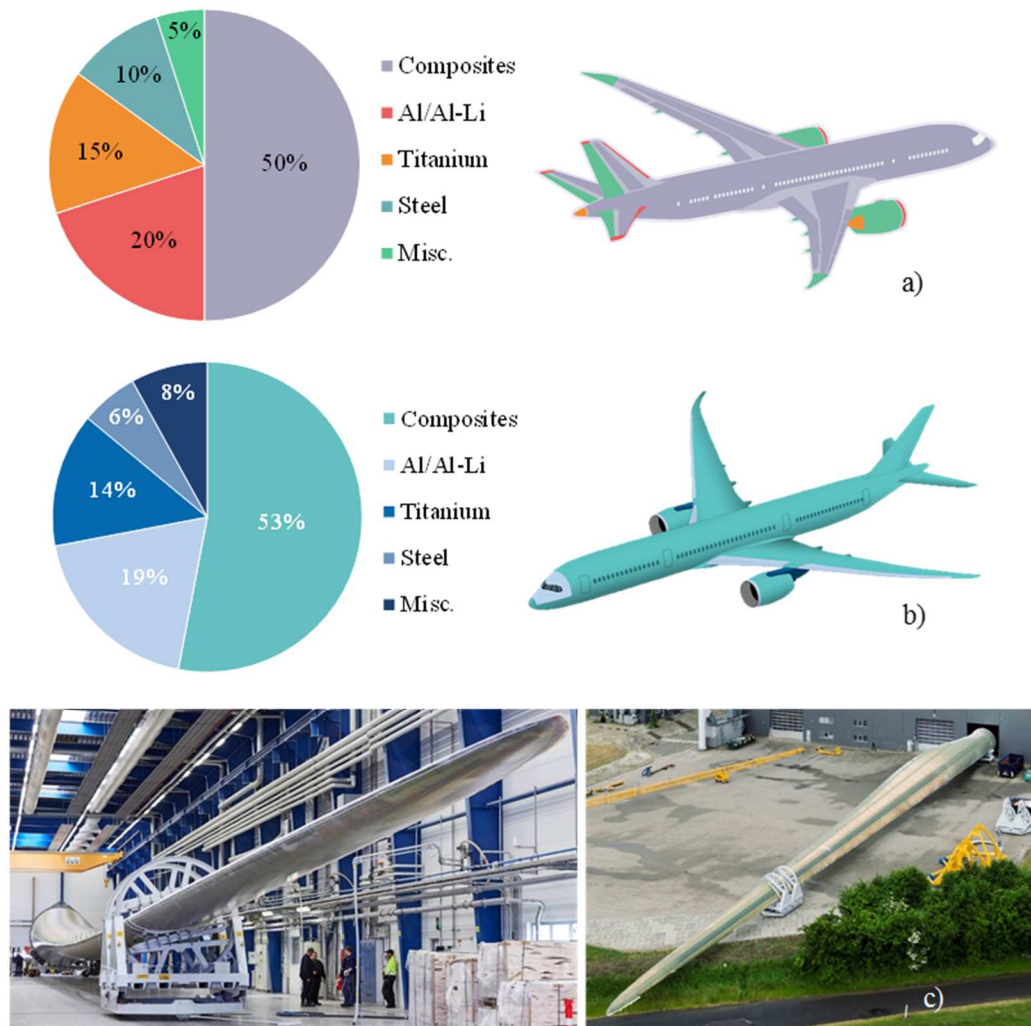 5%
10%
15%
50%
20%
Composites
Al/Al-Li
Titanium
Steel
Misc.
a)
8%
6%
14%
53%
19%
Composites
Al/Al-Li
Titanium
Steel
Misc.
b)
c)